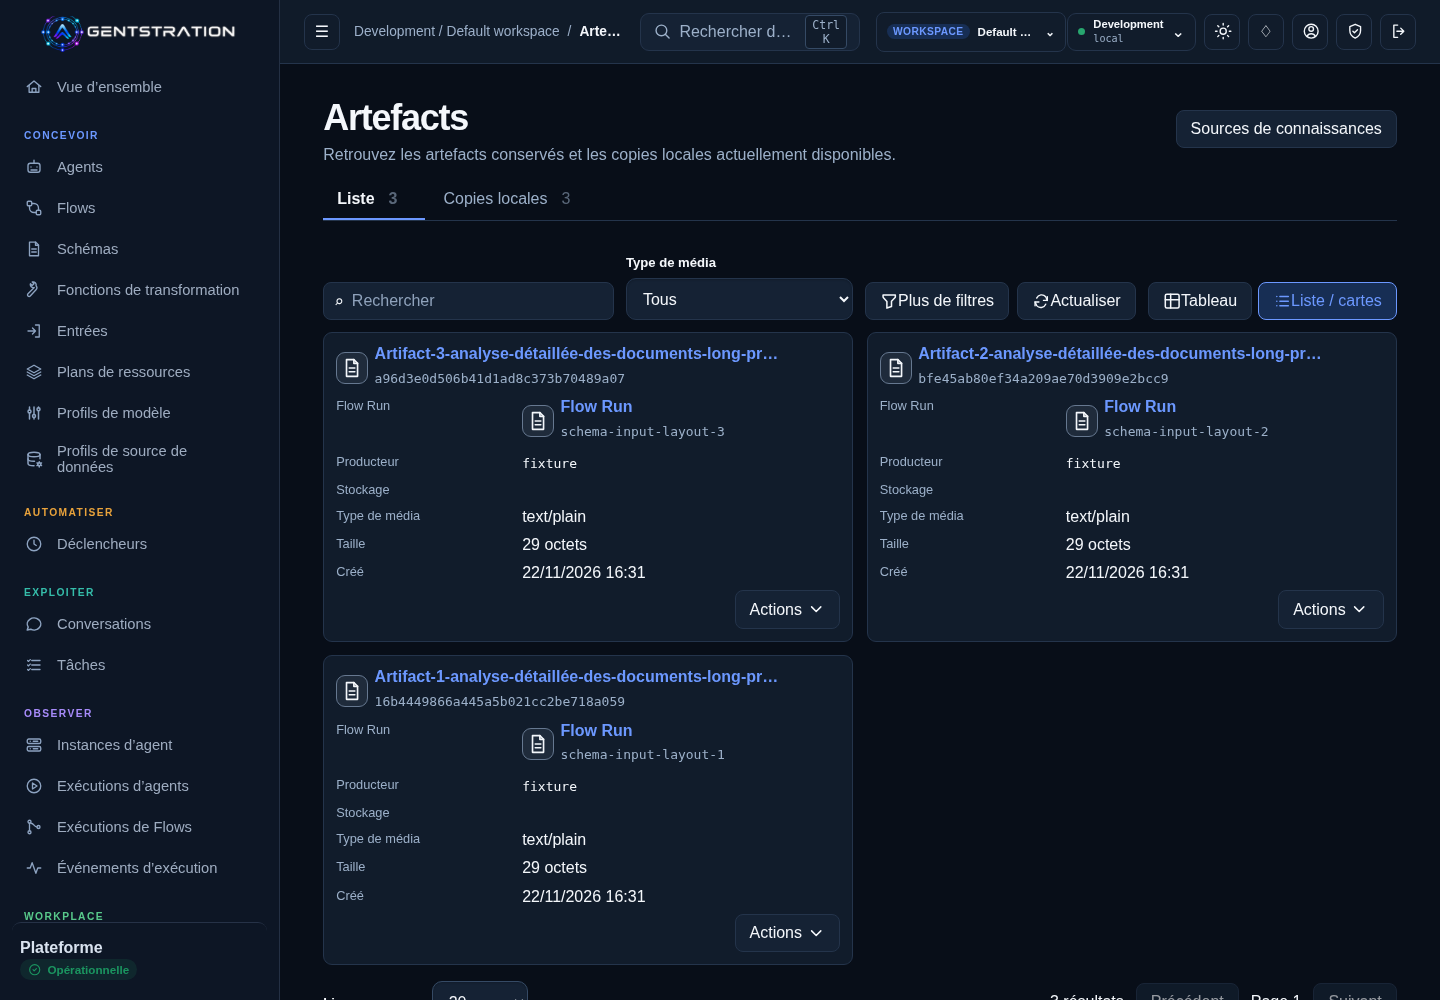 GENTSTRATION
Vue d’ensemble
CONCEVOIR
Agents
Flows
Schémas
Fonctions de transformation
Entrées
Plans de ressources
Profils de modèle
Profils de source de
données
AUTOMATISER
Déclencheurs
EXPLOITER
Conversations
Tâches
OBSERVER
Instances d’agent
Exécutions d’agents
Exécutions de Flows
Événements d’exécution
WORKPLACE
Plateforme
Opérationnelle
Development / Default workspace / Arte…
Rechercher d… Ctrl K
WORKSPACE Default …
Development
local
Artefacts
Retrouvez les artefacts conservés et les copies locales actuellement disponibles.
Sources de connaissances
Liste 3 Copies locales 3
Type de média
Rechercher Tous Plus de filtres Actualiser Tableau Liste / cartes
Artifact-3-analyse-détaillée-des-documents-long-pr…
a96d3e0d506b41d1ad8c373b70489a07
Flow Run Flow Run
schema-input-layout-3
Producteur fixture
Stockage
Type de média text/plain
Taille 29 octets
Créé 22/11/2026 16:31
Actions
Artifact-2-analyse-détaillée-des-documents-long-pr…
bfe45ab80ef34a209ae70d3909e2bcc9
Flow Run Flow Run
schema-input-layout-2
Producteur fixture
Stockage
Type de média text/plain
Taille 29 octets
Créé 22/11/2026 16:31
Actions
Artifact-1-analyse-détaillée-des-documents-long-pr…
16b4449866a445a5b021cc2be718a059
Flow Run Flow Run
schema-input-layout-1
Producteur fixture
Stockage
Type de média text/plain
Taille 29 octets
Créé 22/11/2026 16:31
Actions
20 3 résultats Précédent Page 1 Suivant